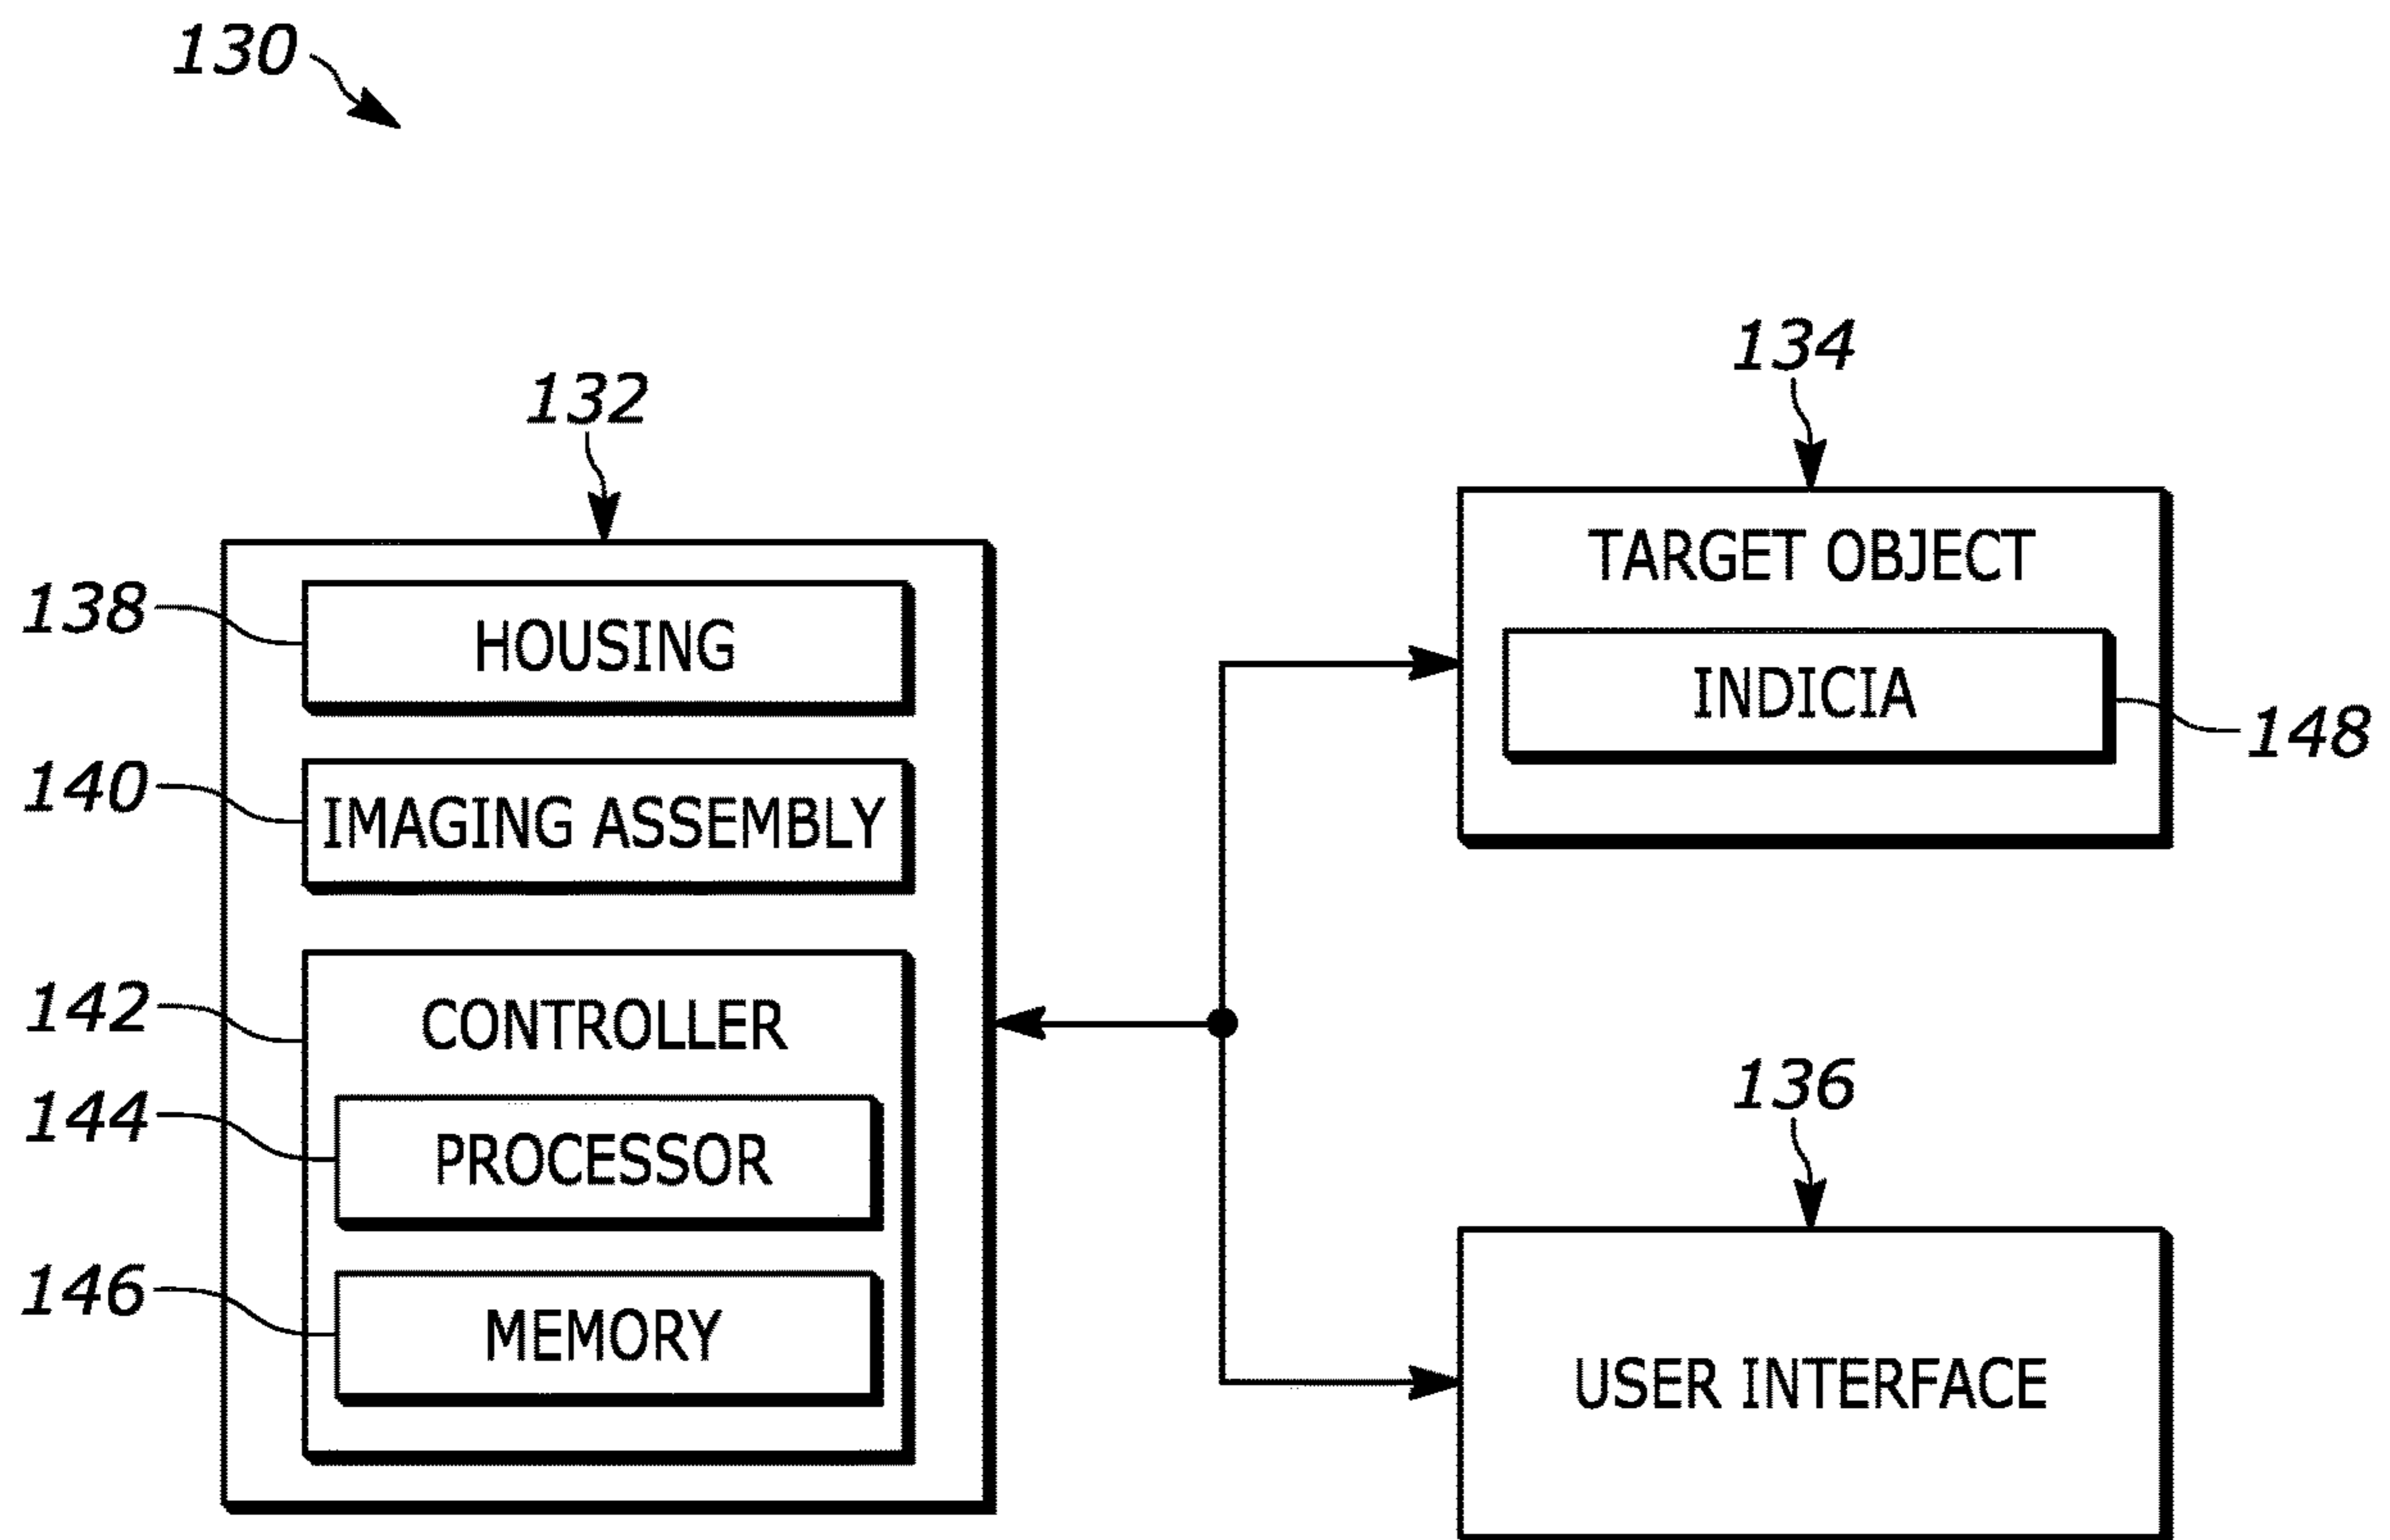 130
132
138
HOUSING
140
IMAGING ASSEMBLY
142
CONTROLLER
144
PROCESSOR
146
MEMORY
134
TARGET OBJECT
INDICIA
148
136
USER INTERFACE